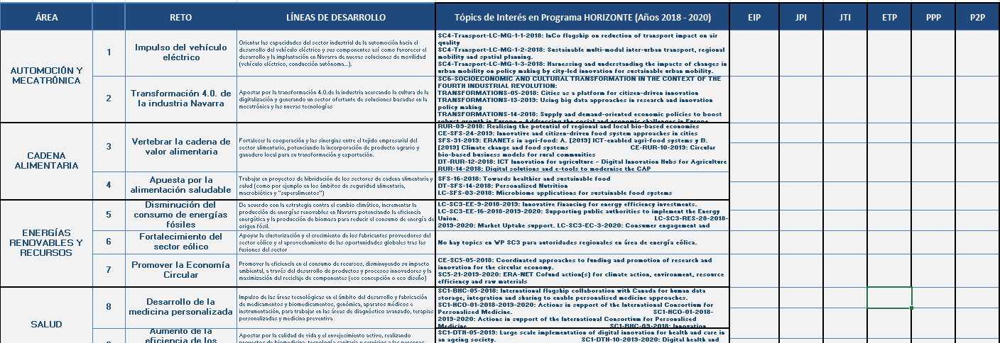 ÁREA RETO LÍNEAS DE DESARROLLO Tópicos de Interés en Programa HORIZONTE (Años 2018 - 2020) EIP JPI JTI ETP PPP P2P
AUTOMOCIÓN Y
MECATRÓNICA
1
Impulso del vehículo
eléctrico
Orientar las capacidades del sector industrial de la automoción hacia el
desarrollo del vehículo eléctrico y sus componentes así como favorecer el
desarrollo y la implantación en Navarra de nuevas soluciones de movilidad
(vehículo eléctrico, conducción autónoma...).
SC4-Transport-LC-MG-1-1-2018: InCo flagship on reduction of transport impact on air
quality
SC4-Transport-LC-MG-1-2-2018: Sustainable multi-modal inter-urban transport, regional
mobility and spatial planning.
SC4-Transport-LC-MG-1-3-2018: Harnessing and understanding the impacts of changes in
urban mobility on policy making by city-led innovation for sustainable urban mobility.
2
Transformación 4.0. de
la industria Navarra
Apostar por la transformación 4.0.de la industria acercando la cultura de la
digitalización y generando un sector ofertante de soluciones basadas en la
mecatrónica y las nuevas tecnologías
SC6-SOCIOECONOMIC AND CULTURAL TRANSFORMATION IN THE CONTEXT OF THE
FOURTH INDUSTRIAL REVOLUTION:
TRANSFORMATIONS-05-2018: Cities as a platform for citizen-driven innovation
TRANSFORMATIONS-13-2019: Using big data approaches in research and innovation
policy making
TRANSFORMATIONS-14-2018: Supply and demand-oriented economic policies to boost
robust growth in Europe – Addressing the social and economic challenges in Europe
CADENA
ALIMENTARIA
3
Vertebrar la cadena de
valor alimentaria
Fortalecer la cooperación y las sinergias entre el tejido empresarial del
sector alimentario, potenciando la incorporación de producto agrario y
ganadero local para su transformación y exportación.
RUR-09-2018: Realising the potential of regional and local bio-based economies
CE-SFS-24-2019: Innovative and citizen-driven food system approaches in cities
SFS-31-2019: ERANETs in agri-food: A. [2019] ICT-enabled agri-food systems y B.
[2019] Climate change and food systems CE-RUR-10-2019: Circular
bio-based business models for rural communities
DT-RUR-12-2018: ICT Innovation for agriculture – Digital Innovation Hubs for Agriculture
RUR-14-2018: Digital solutions and e-tools to modernise the CAP
4
Apuesta por la
alimentación saludable
Trabajar en proyectos de hibridación de los sectores de cadena alimentaria y
salud (como por ejemplo en los ámbitos de seguridad alimentaria,
macrobiótica y "superalimentos")
SFS-16-2018: Towards healthier and sustainable food
DT-SFS-14-2018: Personalized Nutrition
LC-SFS-03-2018: Microbiome applications for sustainable food systems
ENERGÍAS
RENOVABLES Y
RECURSOS
5
Disminución del
consumo de energías
fósiles
De acuerdo con la estrategia contra el cambio climático, incrementar la
producción de energías renovables en Navarra potenciando la eficiencia
energética y la producción de biomasa para reducir el consumo de energía de
origen fósil.
LC-SC3-EE-9-2018-2019: Innovative financing for energy efficiency investments.
LC-SC3-EE-16-2018-2019-2020: Supporting public authorities to implement the Energy
Union. LC-SC3-RES-28-2018-
2019-2020: Market Uptake support. LC-SC3-EC-3-2020: Consumer engagement and
6
Fortalecimiento del
sector eólico
Apoyar la clusterización y el crecimiento de los fabricantes proveedores del
sector eólico y el aprovechamiento de las oportunidades globales tras las
fusiones del sector
No hay topics en WP SC3 para autoridades regionales en área de energía eólica.
7
Promover la Economía
Circular
Promover la eficiencia en el consumo de recursos, disminuyendo su impacto
ambiental, a través del desarrollo de productos y procesos innovadores y la
maximización del reciclaje de componentes (eco concepción o eco diseño)
CE-SC5-05-2018: Coordinated approaches to funding and promotion of research and
innovation for the circular economy.
SC5-21-2019-2020: ERA-NET Cofund action(s) for climate action, environment, resource
efficiency and raw materials
SALUD
8
Desarrollo de la
medicina personalizada
Impulso de las áreas tecnológicas en el ámbito del desarrollo y fabricación
de medicamentos y biomedicamentos, genómica, aparatos médicos e
instrumentación, para trabajar en las áreas de diagnóstico avanzado, terapias
personalizadas y medicina preventiva
SC1-BHC-05-2018: International flagship collaboration with Canada for human data
storage, integration and sharing to enable personalised medicine approaches.
SC1-HCO-01-2018-2019-2020: Actions in support of the International Consortium for
Personalised Medicine. SC1-HCO-01-2018-
2019-2020: Actions in support of the International Consortium for Personalised
Medicine. SC1-BHC-09-2018: Innovation
Aumento de la
eficiencia de los
Apostar por la calidad de vida y el envejecimiento activo, realizando
proyectos de biomedicina, tecnología sanitaria y servicios a las personas
SC1-DTH-05-2019: Large scale implementation of digital innovation for health and care in
an ageing society. SC1-DTH-10-2019-2020: Digital health and